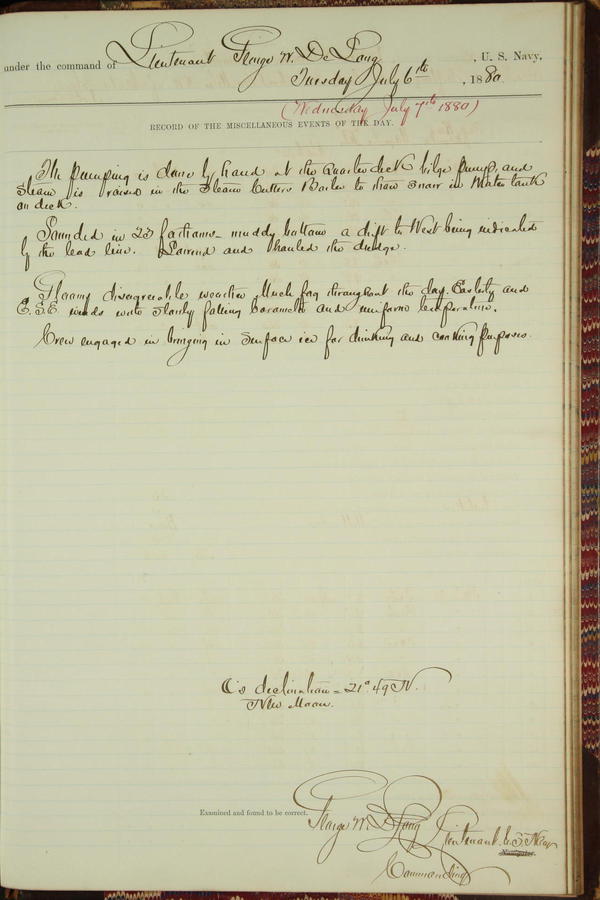 under the command of Lieutenant George W. De Long, U. S. Navy,
Tuesday July 6th, 1880
(Wednesday July 7th 1880)
RECORD OF THE MISCELLANEOUS EVENTS OF THE DAY.
The pumping is done by hand at the quarterdeck bilge pump, and
steam is raised in the Steam Cutters Boiler to thaw snow in water tank
on deck.
Sounded in 23 fathoms – muddy bottom a drift to West being indicated
by the lead line. Lowered and hauled the dredge.
Gloomy disagreeable weather. Much fog throughout the day. Easterly and
E.S.E. winds with slowly falling barometer and uniform temperature.
Crew engaged in bringing in surface ice for drinking and cooking purposes.
☾'s declination = 21° 49 N.
New Moon.
Examined and found to be correct.
George W. De Long Lieutenant U.S. Navy
Navigator.
Commanding